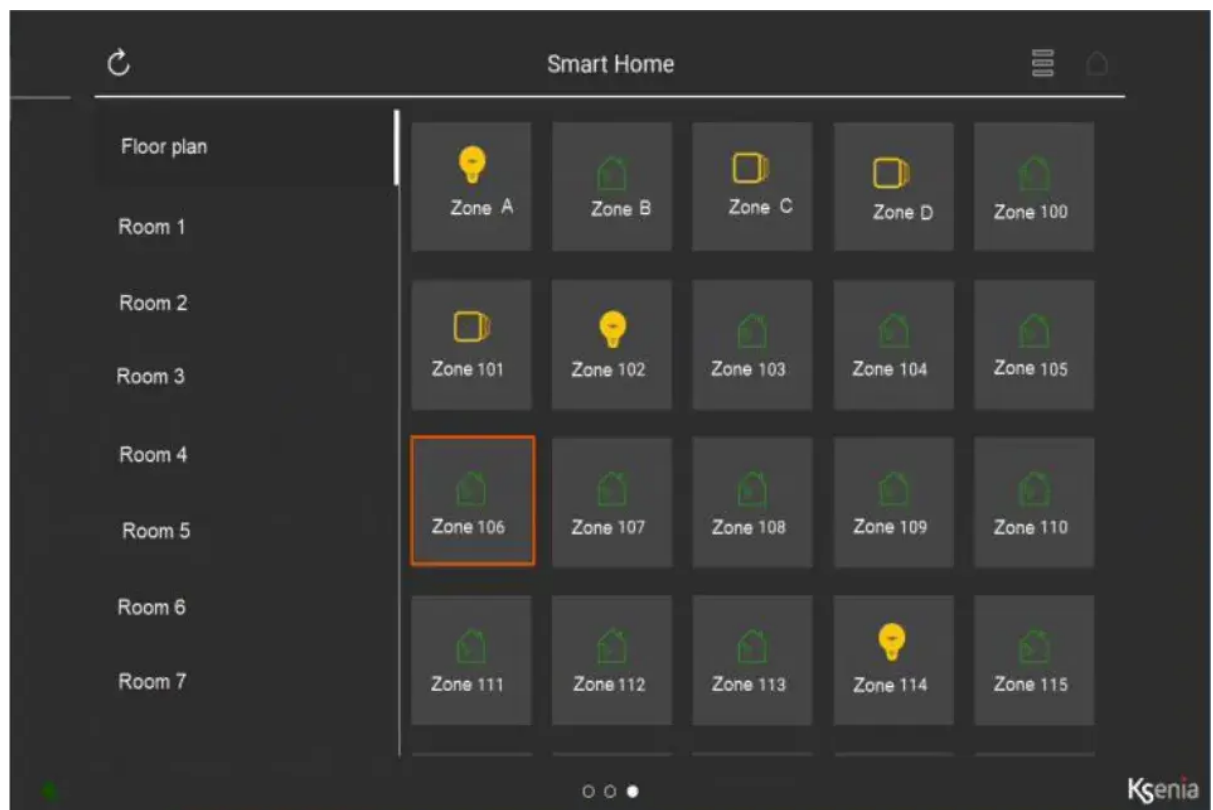 Smart Home
Floor plan
Room 1
Room 2
Room 3
Room 4
Room 5
Room 6
Room 7
Zone A
Zone B
Zone C
Zone D
Zone 100
Zone 101
Zone 102
Zone 103
Zone 104
Zone 105
Zone 106
Zone 107
Zone 108
Zone 109
Zone 110
Zone 111
Zone 112
Zone 113
Zone 114
Zone 115
Ksenia